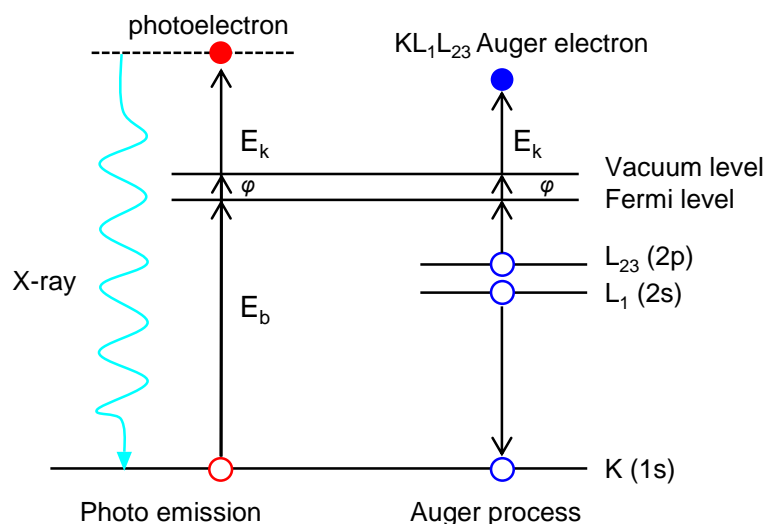 photoelectron
KL₁L₂₃ Auger electron
Eₖ
Eₖ
Vacuum level
φ
φ
Fermi level
L₂₃ (2p)
X-ray
L₁ (2s)
E_b
K (1s)
Photo emission
Auger process